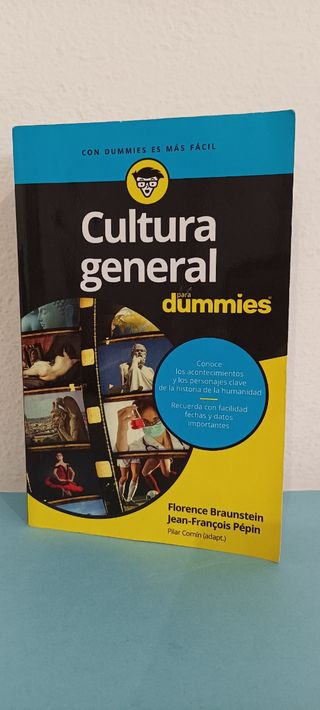 CON DUMMIES ES MÁS FÁCIL
Cultura
general
para
dummies
Conoce
los acontecimientos
y los personajes clave
de la historia de la humanidad
Recuerda con facilidad
fechas y datos
importantes
Florence Braunstein
Jean-François Pépin
Pilar Comín (adapt.)